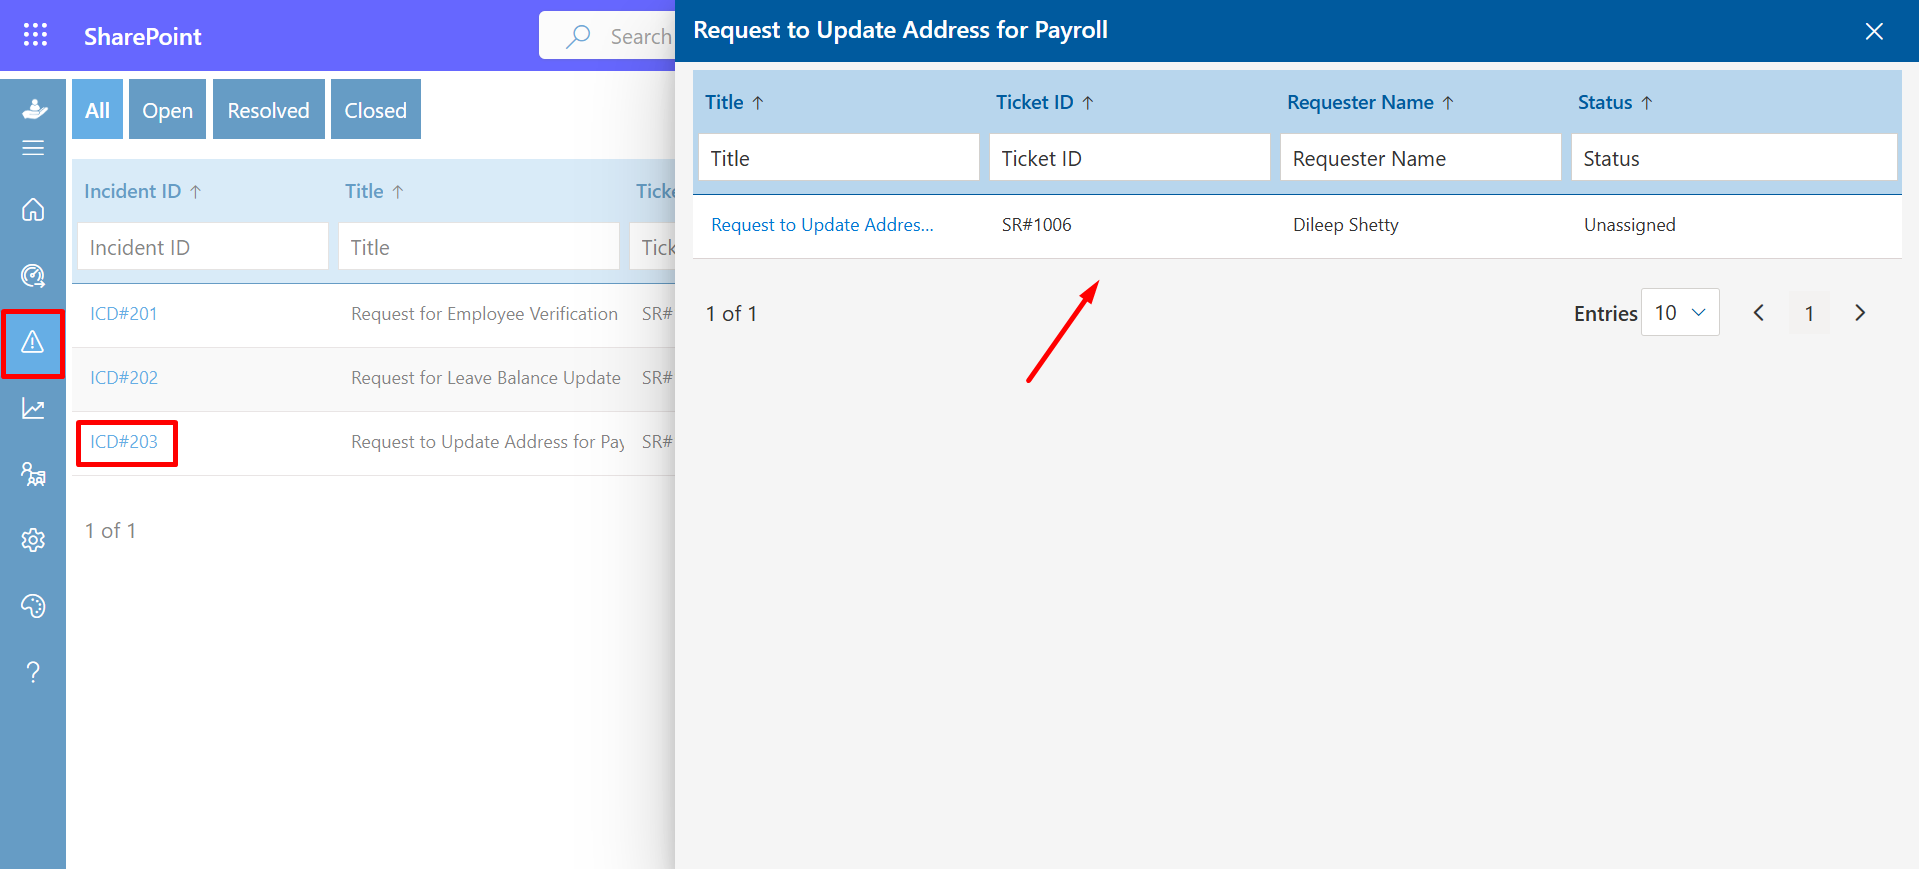 SharePoint
Search
All
Open
Resolved
Closed
Incident ID ↑
Title ↑
Ticke
Incident ID
Title
Tick
ICD#201
Request for Employee Verification
SR#
ICD#202
Request for Leave Balance Update
SR#
ICD#203
Request to Update Address for Pay
SR#
1 of 1
Request to Update Address for Payroll
Title ↑
Ticket ID ↑
Requester Name ↑
Status ↑
Title
Ticket ID
Requester Name
Status
Request to Update Addres...
SR#1006
Dileep Shetty
Unassigned
1 of 1
Entries
10
1